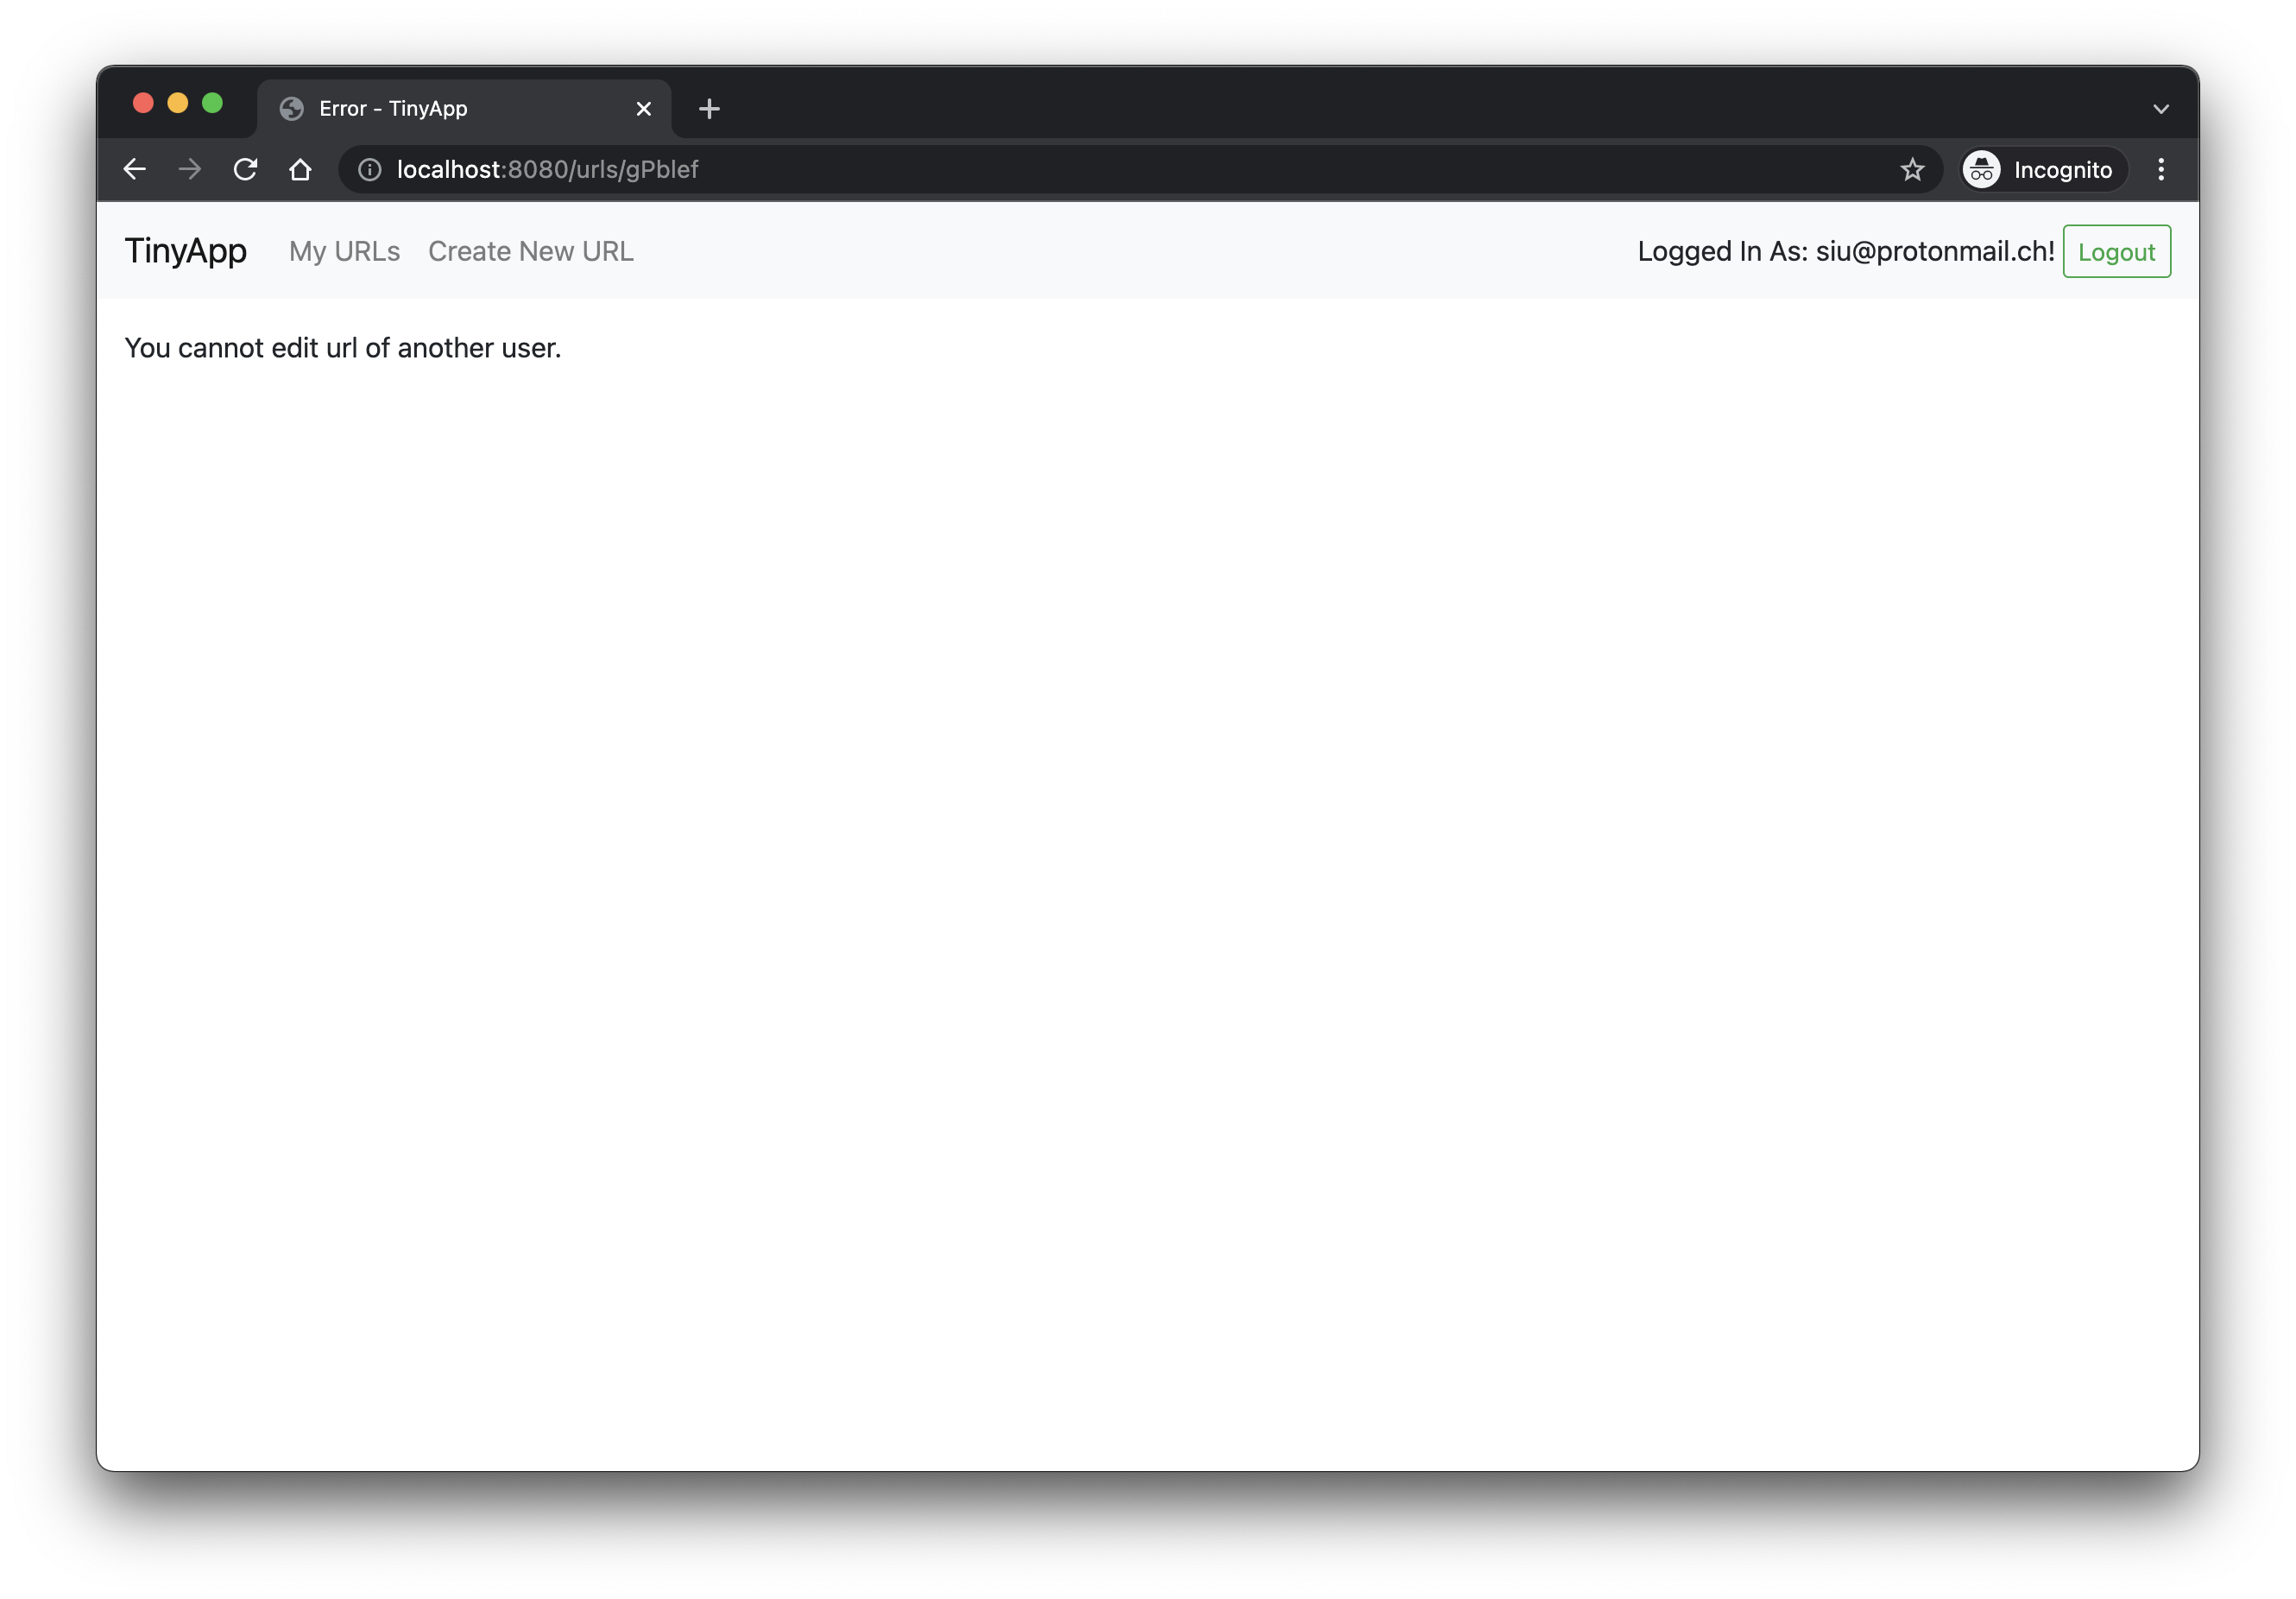 Error - TinyApp
localhost:8080/urls/gPblef
Incognito
TinyApp My URLs Create New URL Logged In As: siu@protonmail.ch! Logout
You cannot edit url of another user.